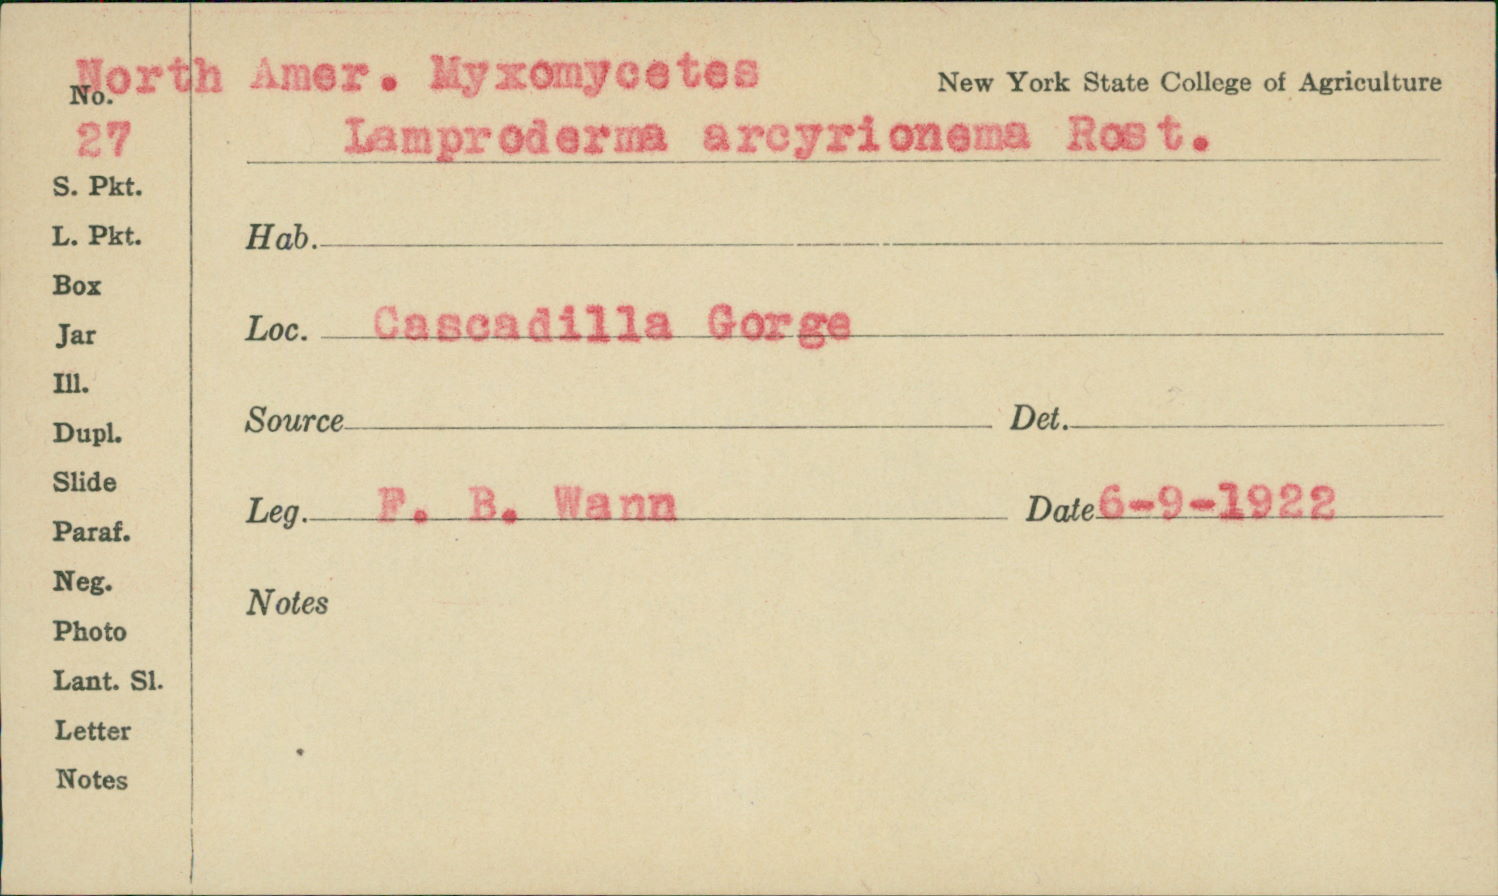 North Amer. Myxomycetes
New York State College of Agriculture
No.
27
Lamproderma arcyrionema Rost.
S. Pkt.
L. Pkt.
Hab.
Box
Jar
Loc. Cascadilla Gorge
Ill.
Dupl.
Source Det.
Slide
Leg. F. B. Wann Date 6-9-1922
Paraf.
Neg.
Notes
Photo
Lant. Sl.
Letter
Notes